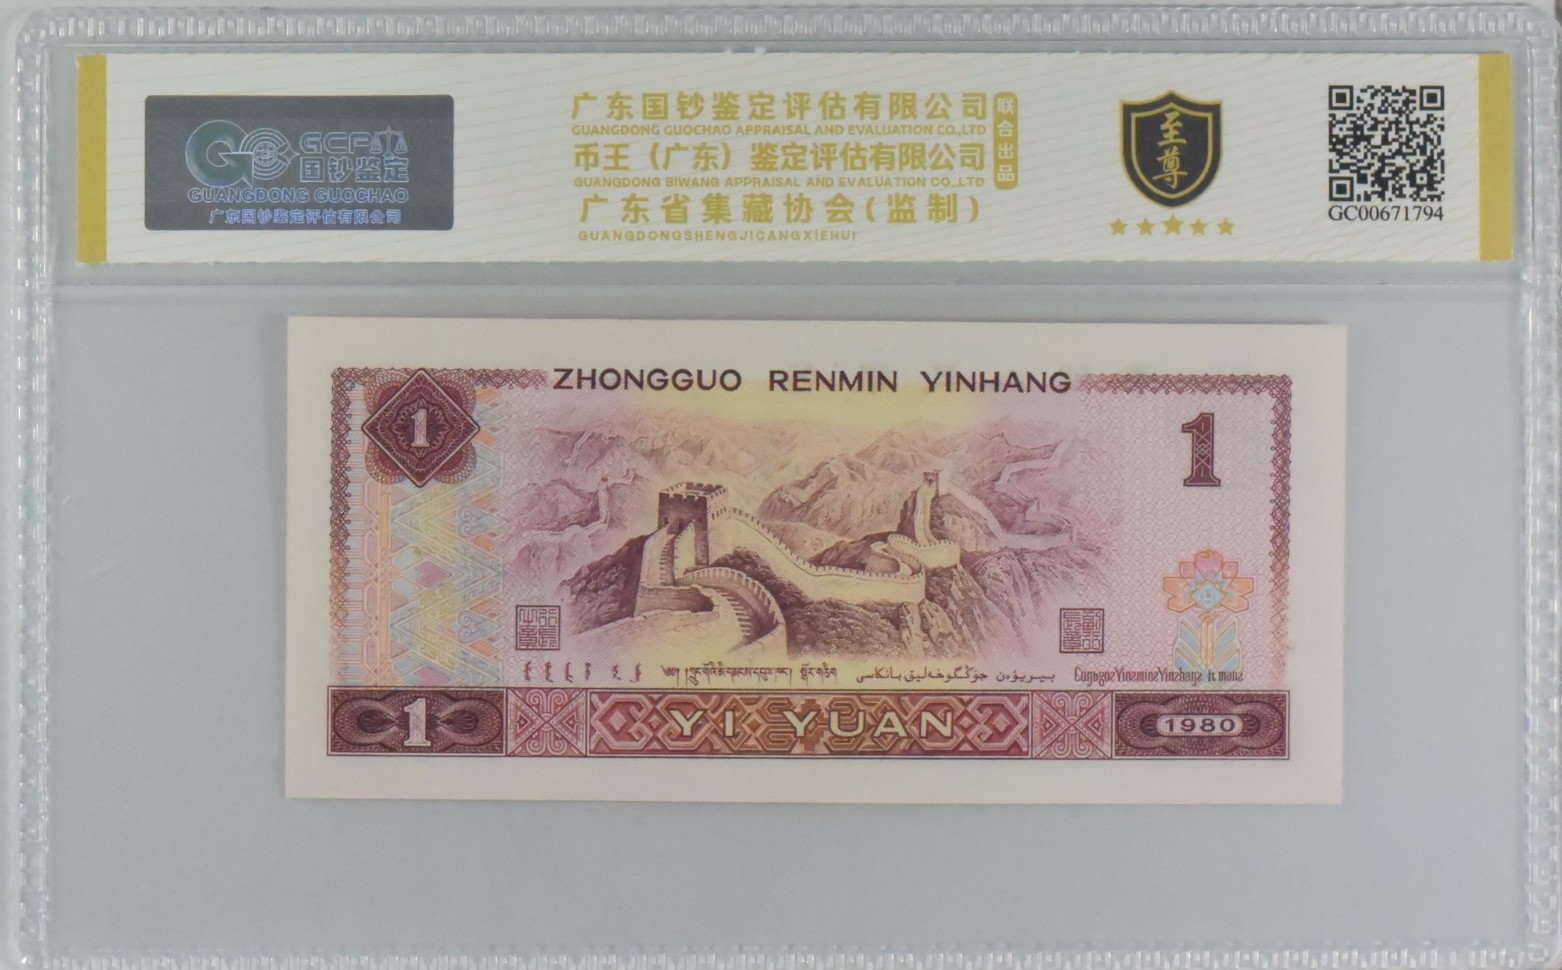 GCP
国钞鉴定
GUANGDONG GUOCHAO
广东国钞鉴定评估有限公司
广东国钞鉴定评估有限公司
GUANGDONG GUOCHAO APPRAISAL AND EVALUATION CO.,LTD
币王（广东）鉴定评估有限公司
GUANGDONG BIWANG APPRAISAL AND EVALUATION CO.,LTD
广东省集藏协会(监制)
GUANGDONGSHENGJICANGXIEHUI
联合出品
至尊
GC00671794
ZHONGGUO RENMIN YINHANG
1
1
1
YI YUAN
1980